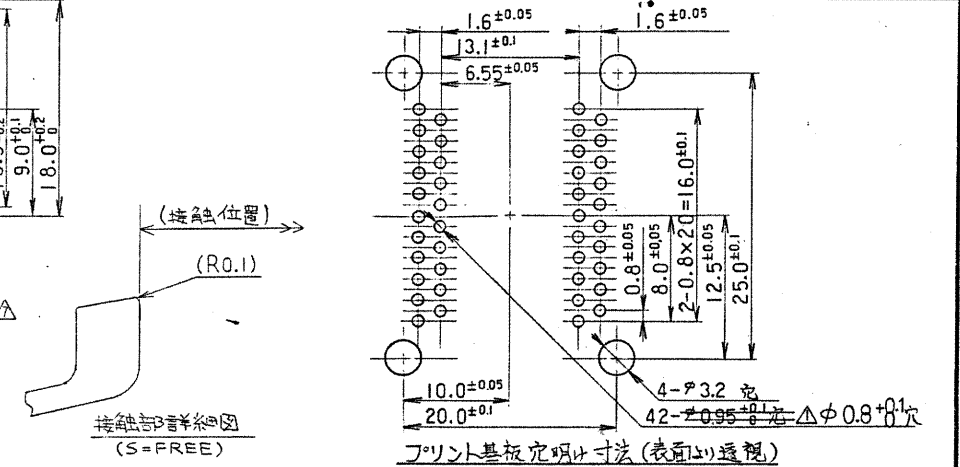 1.6±0.05
1.6±0.05
13.1±0.1
6.55±0.05
9.0+0.1 0
18.0+0.2 0
(接触位置)
(R0.1)
0.8±0.05
8.0±0.05
2-0.8×20=16.0±0.1
12.5±0.05
25.0±0.1
10.0±0.05
20.0±0.1
4-φ3.2 穴
42-φ0.95+0.1 0穴 △1 φ0.8+0.1 0穴
接触部詳細図
(S=FREE)
プリント基板穴明け寸法(表面より透視)